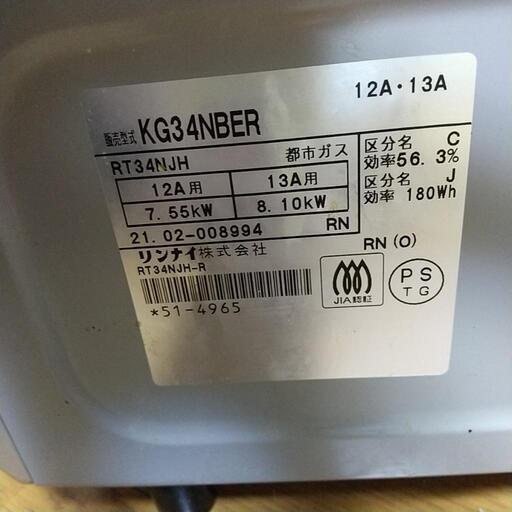 12A・13A
販売型式 KG34NBER
RT34NJH 都市ガス
12A用 13A用
7.55kW 8.10kW
21.02-008994 RN
区分名 C
効率56.3%
区分名 J
効率 180Wh
リンナイ株式会社
RN (O)
RT34NJH-R
*51-4965
JIA認証
PS
TG